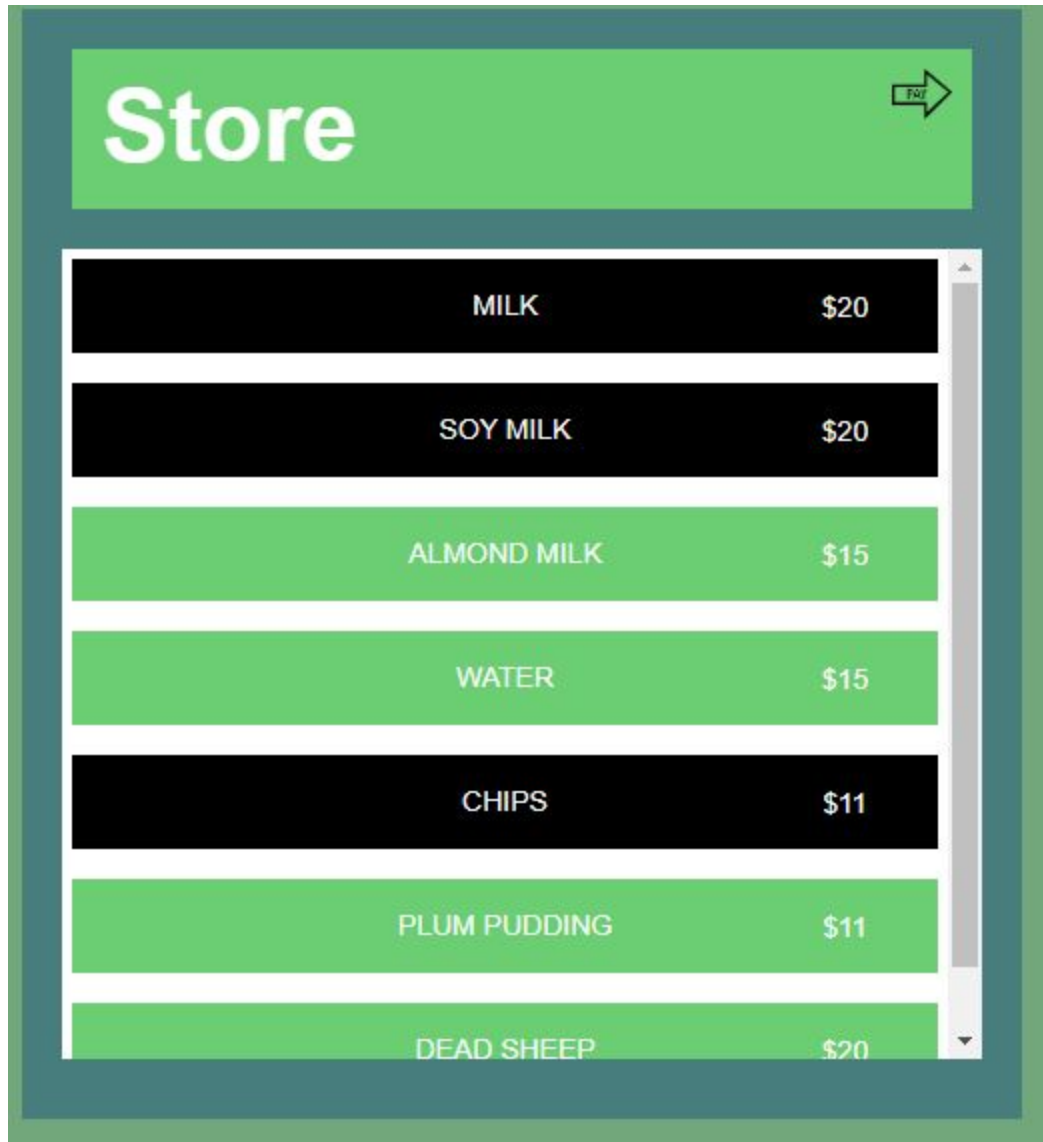 Store
PAY
MILK $20
SOY MILK $20
ALMOND MILK $15
WATER $15
CHIPS $11
PLUM PUDDING $11
DEAD SHEEP $20